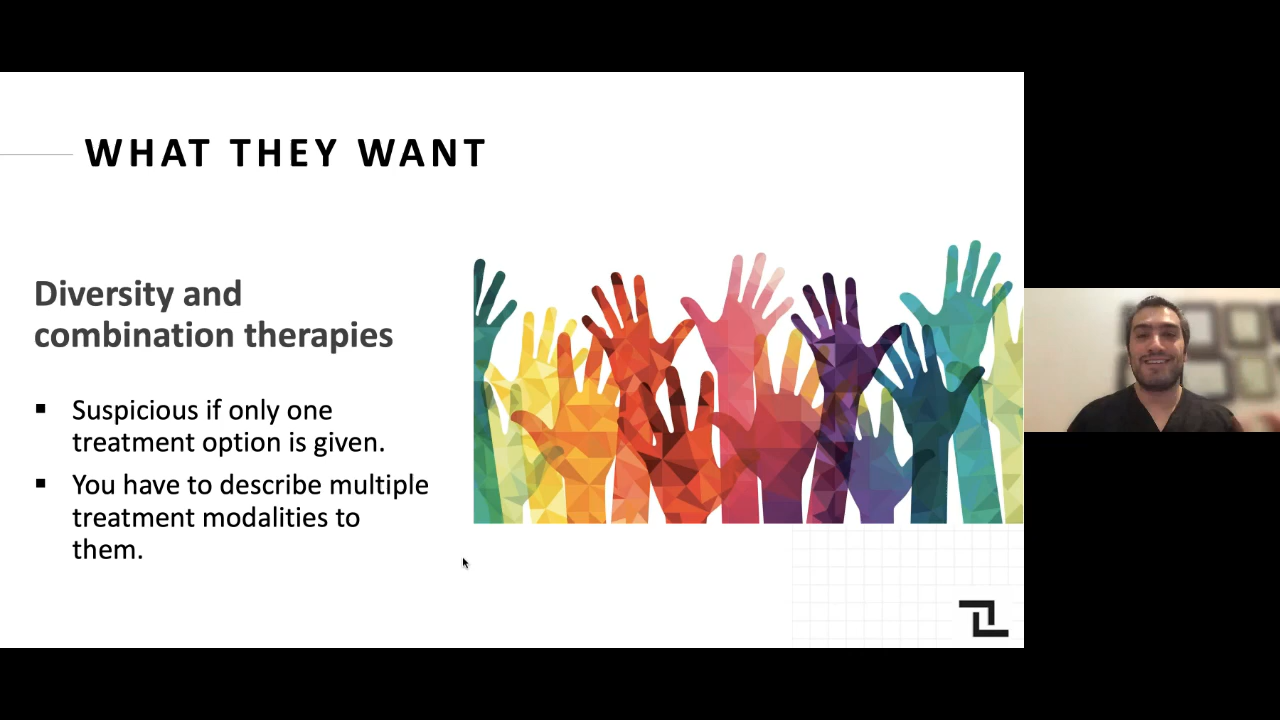 WHAT THEY WANT
Diversity and
combination therapies
Suspicious if only one
treatment option is given.
You have to describe multiple
treatment modalities to
them.